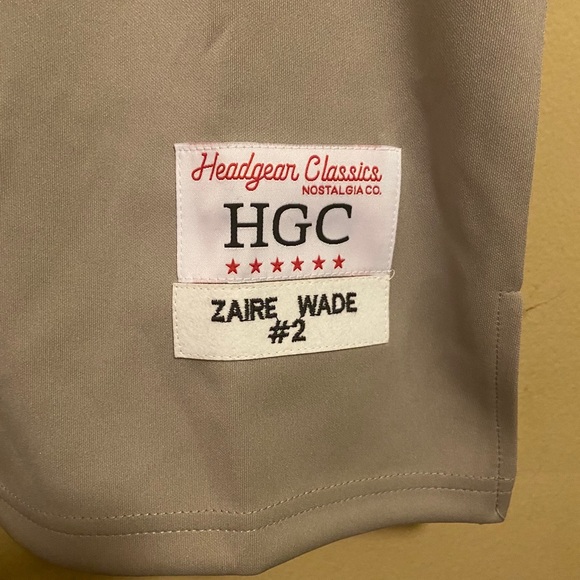 Headgear Classics
NOSTALGIA CO.
HGC
ZAIRE WADE
#2